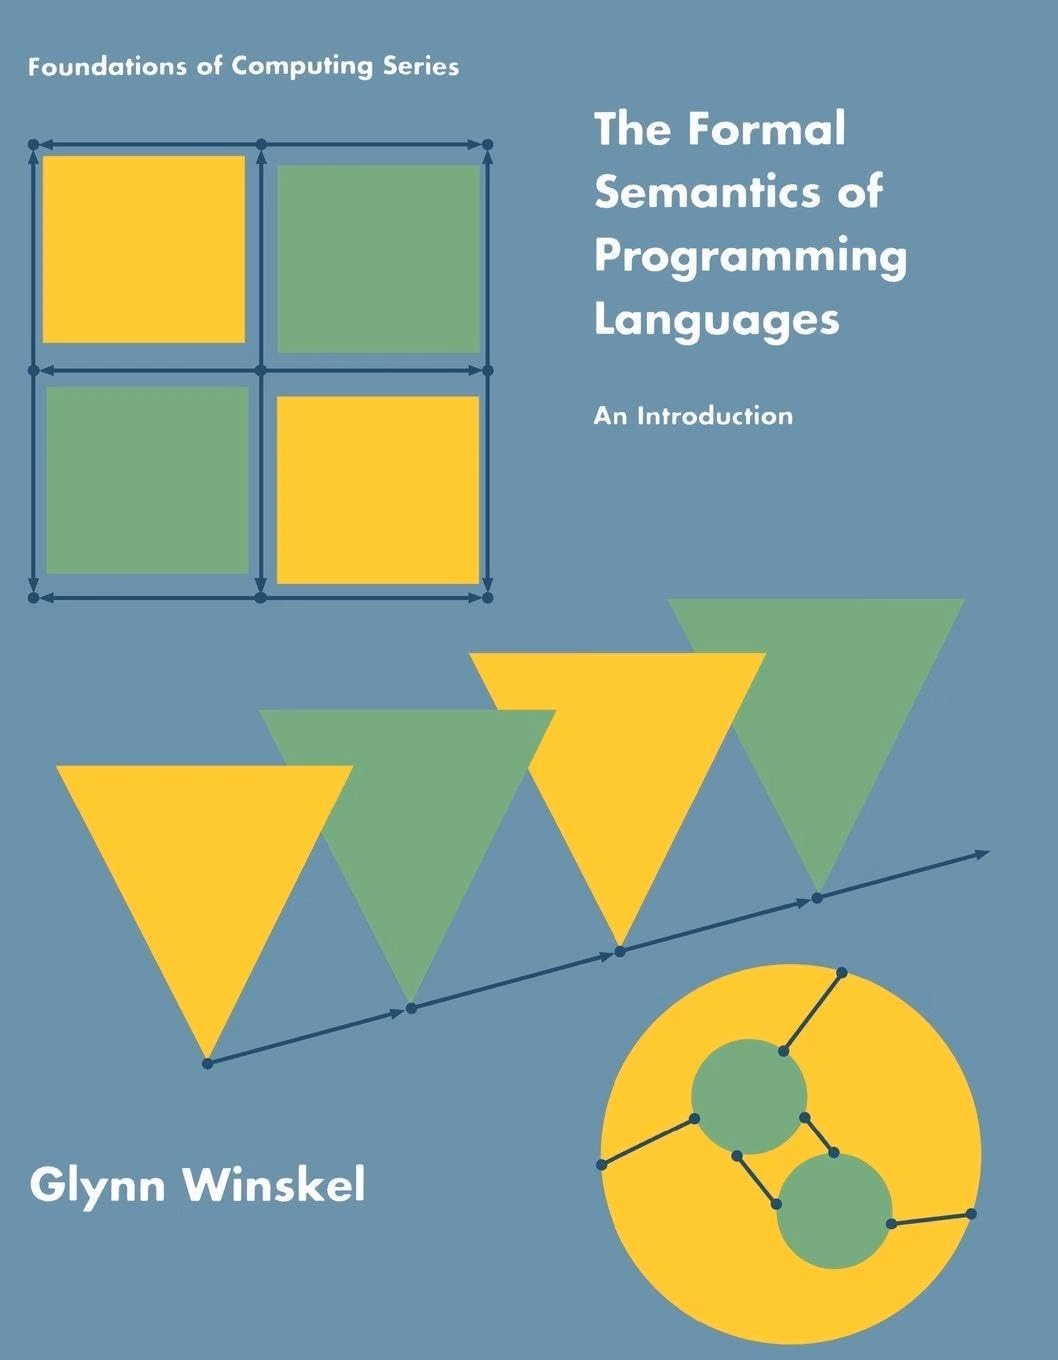 Foundations of Computing Series
The Formal
Semantics of
Programming
Languages
An Introduction
Glynn Winskel